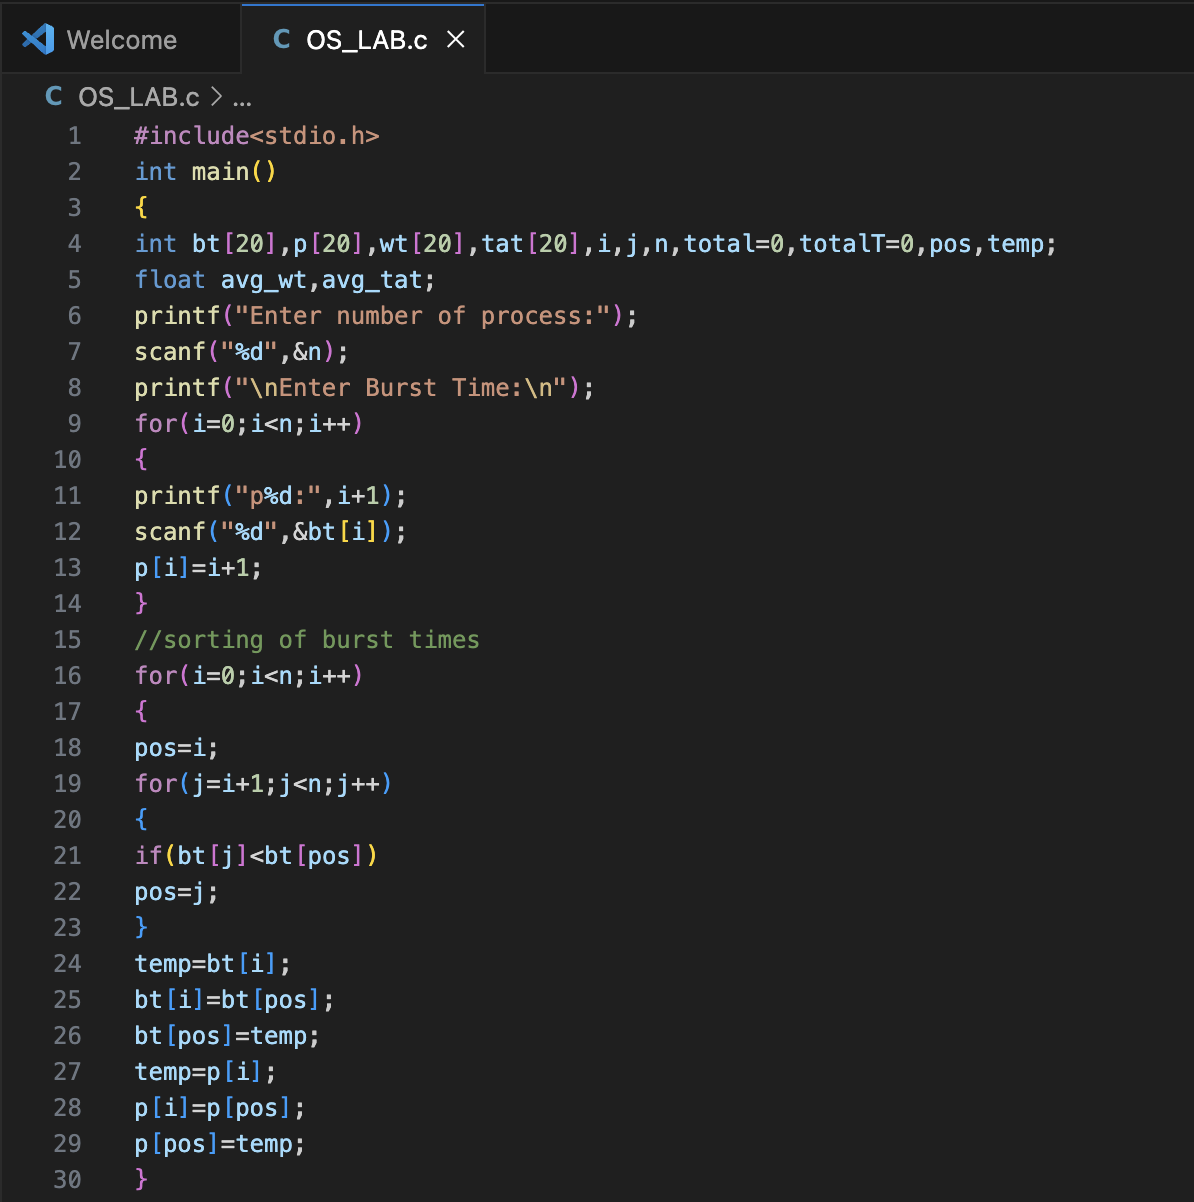 Welcome
C OS_LAB.c ×
C OS_LAB.c > ...
1 #include<stdio.h>
2 int main()
3 {
4 int bt[20],p[20],wt[20],tat[20],i,j,n,total=0,totalT=0,pos,temp;
5 float avg_wt,avg_tat;
6 printf("Enter number of process:");
7 scanf("%d",&n);
8 printf("\nEnter Burst Time:\n");
9 for(i=0;i<n;i++)
10 {
11 printf("p%d:",i+1);
12 scanf("%d",&bt[i]);
13 p[i]=i+1;
14 }
15 //sorting of burst times
16 for(i=0;i<n;i++)
17 {
18 pos=i;
19 for(j=i+1;j<n;j++)
20 {
21 if(bt[j]<bt[pos])
22 pos=j;
23 }
24 temp=bt[i];
25 bt[i]=bt[pos];
26 bt[pos]=temp;
27 temp=p[i];
28 p[i]=p[pos];
29 p[pos]=temp;
30 }